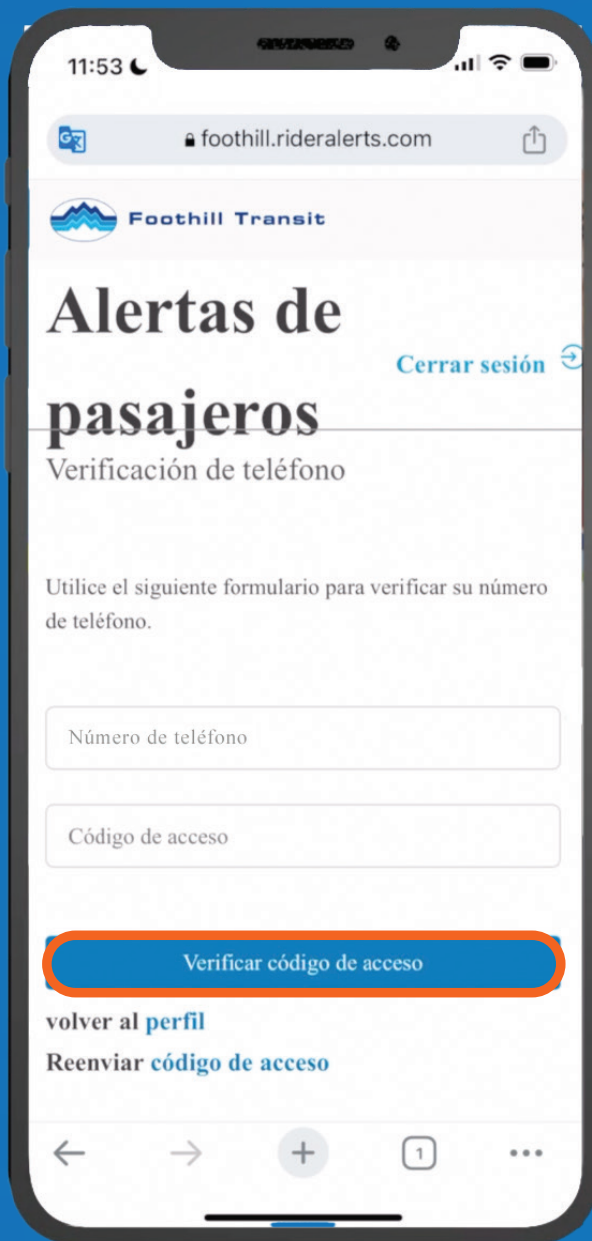 11:53
foothill.rideralerts.com
Foothill Transit
Alertas de
pasajeros
Cerrar sesión
Verificación de teléfono
Utilice el siguiente formulario para verificar su número
de teléfono.
Número de teléfono
Código de acceso
Verificar código de acceso
volver al perfil
Reenviar código de acceso
1